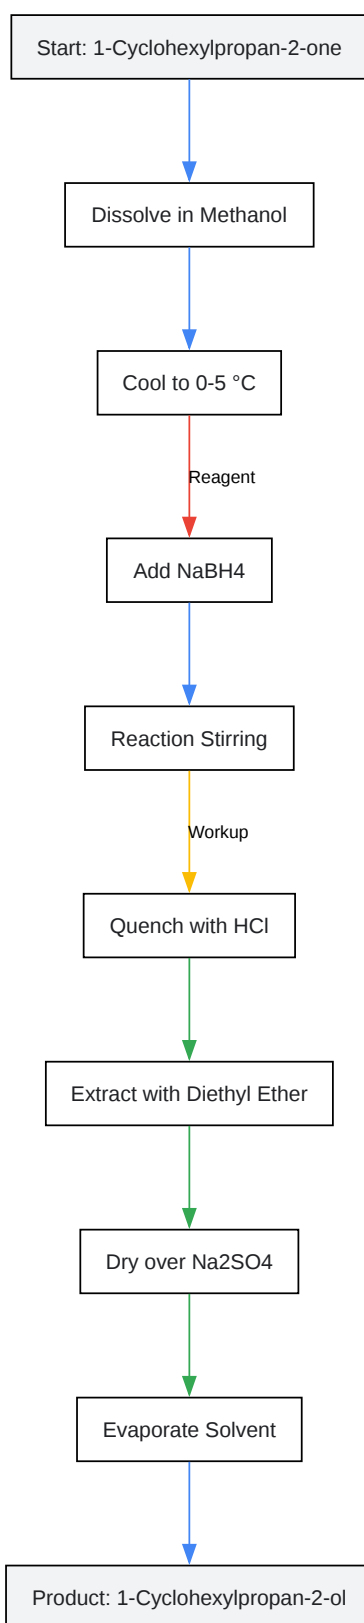 Start: 1-Cyclohexylpropan-2-one
Dissolve in Methanol
Cool to 0-5 °C
Reagent
Add NaBH4
Reaction Stirring
Workup
Quench with HCl
Extract with Diethyl Ether
Dry over Na2SO4
Evaporate Solvent
Product: 1-Cyclohexylpropan-2-ol